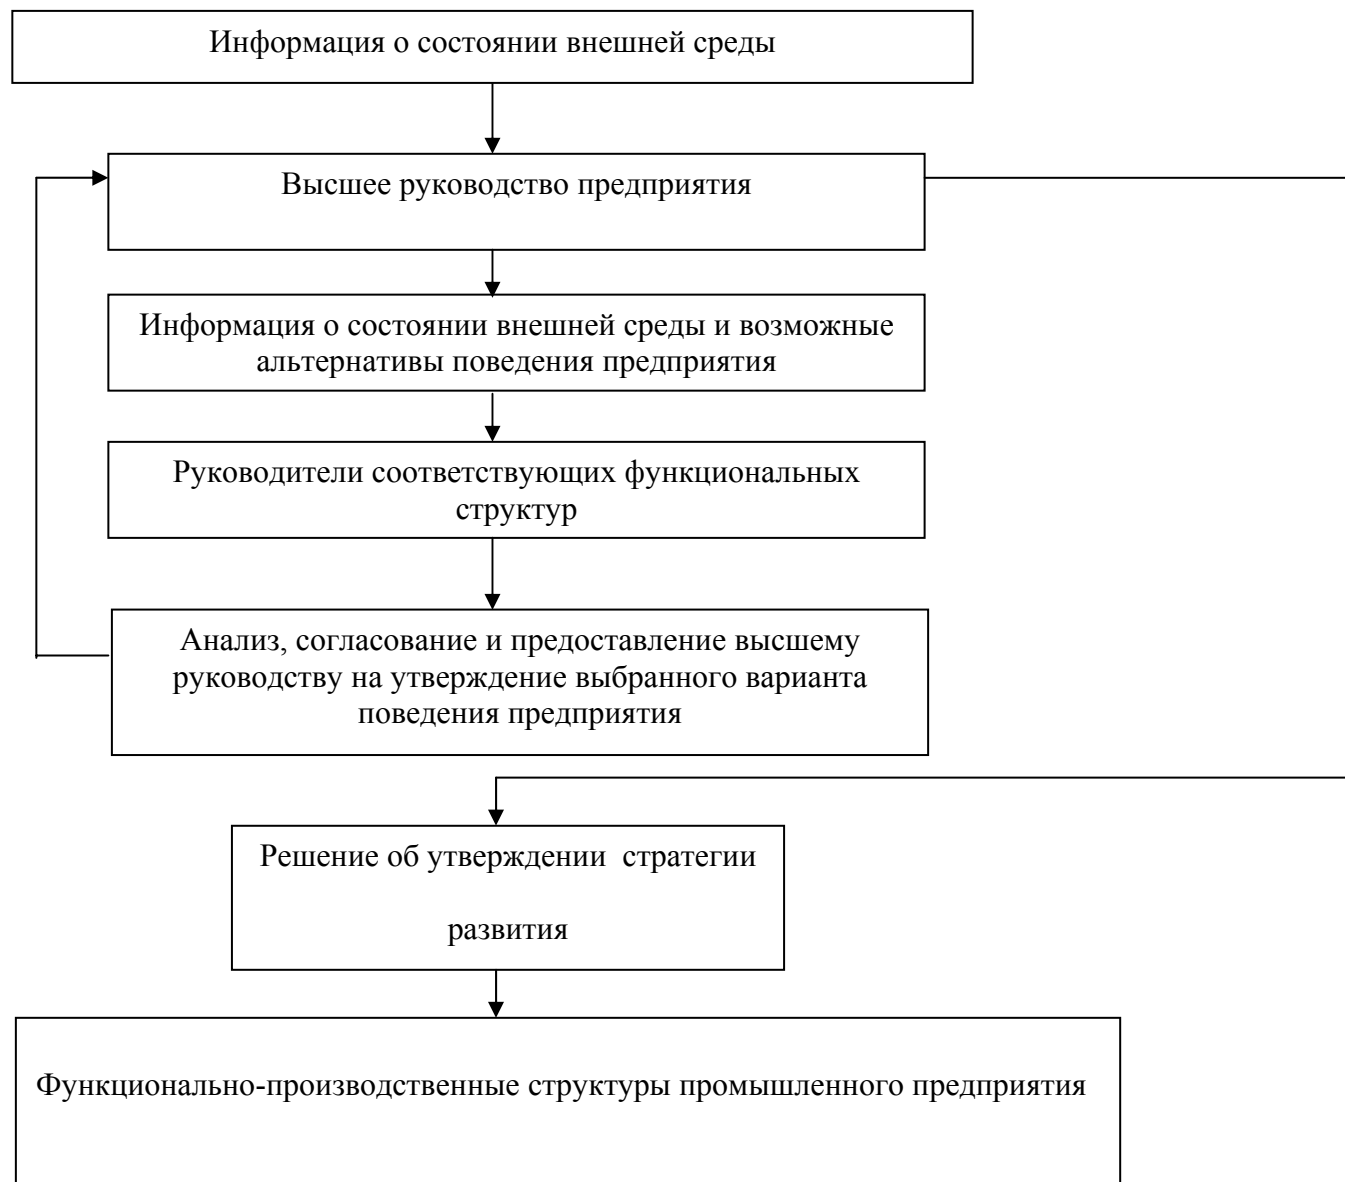 Информация о состоянии внешней среды
Высшее руководство предприятия
Информация о состоянии внешней среды и возможные
альтернативы поведения предприятия
Руководители соответствующих функциональных
структур
Анализ, согласование и предоставление высшему
руководству на утверждение выбранного варианта
поведения предприятия
Решение об утверждении  стратегии
развития
Функционально-производственные структуры промышленного предприятия